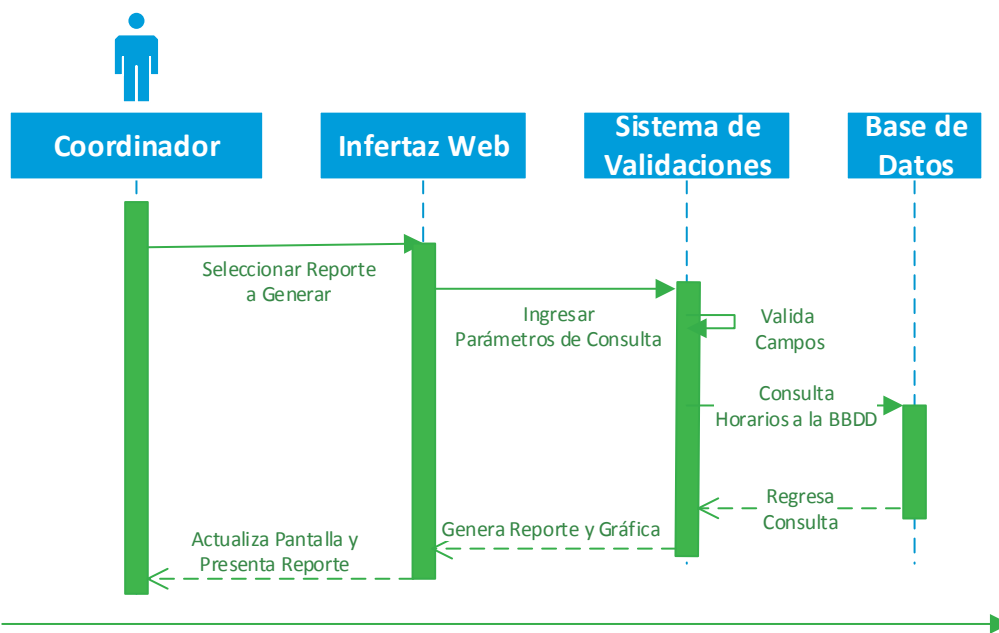 Coordinador
Infertaz Web
Sistema de
Validaciones
Base de
Datos
Seleccionar Reporte
a Generar
Ingresar
Parámetros de Consulta
Valida
Campos
Consulta
Horarios a la BBDD
Regresa
Consulta
Genera Reporte y Gráfica
Actualiza Pantalla y
Presenta Reporte